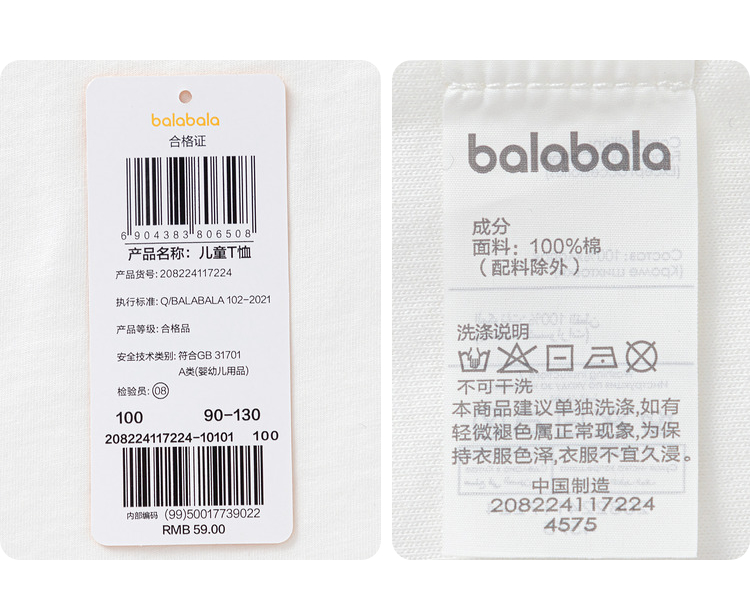 balabala
合格证
6 904383 806508
产品名称：儿童T恤
产品货号：208224117224
执行标准：Q/BALABALA 102-2021
产品等级：合格品
安全技术类别：符合GB 31701
A类(婴幼儿用品)
检验员：08
100 90-130
208224117224-10101 100
内部编码 (99)50017739022
RMB 59.00
balabala
成分
面料：100%棉
（配料除外）
洗涤说明
不可干洗
本商品建议单独洗涤,如有
轻微褪色属正常现象,为保
持衣服色泽,衣服不宜久浸。
中国制造
208224117224
4575